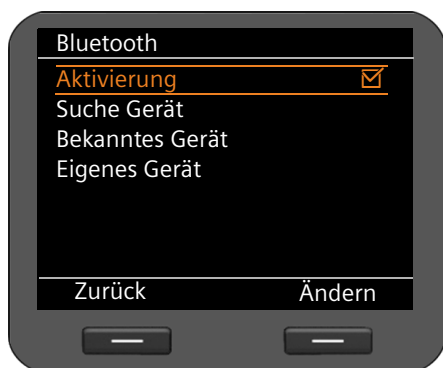 Bluetooth
Aktivierung
Suche Gerät
Bekanntes Gerät
Eigenes Gerät
Zurück Ändern